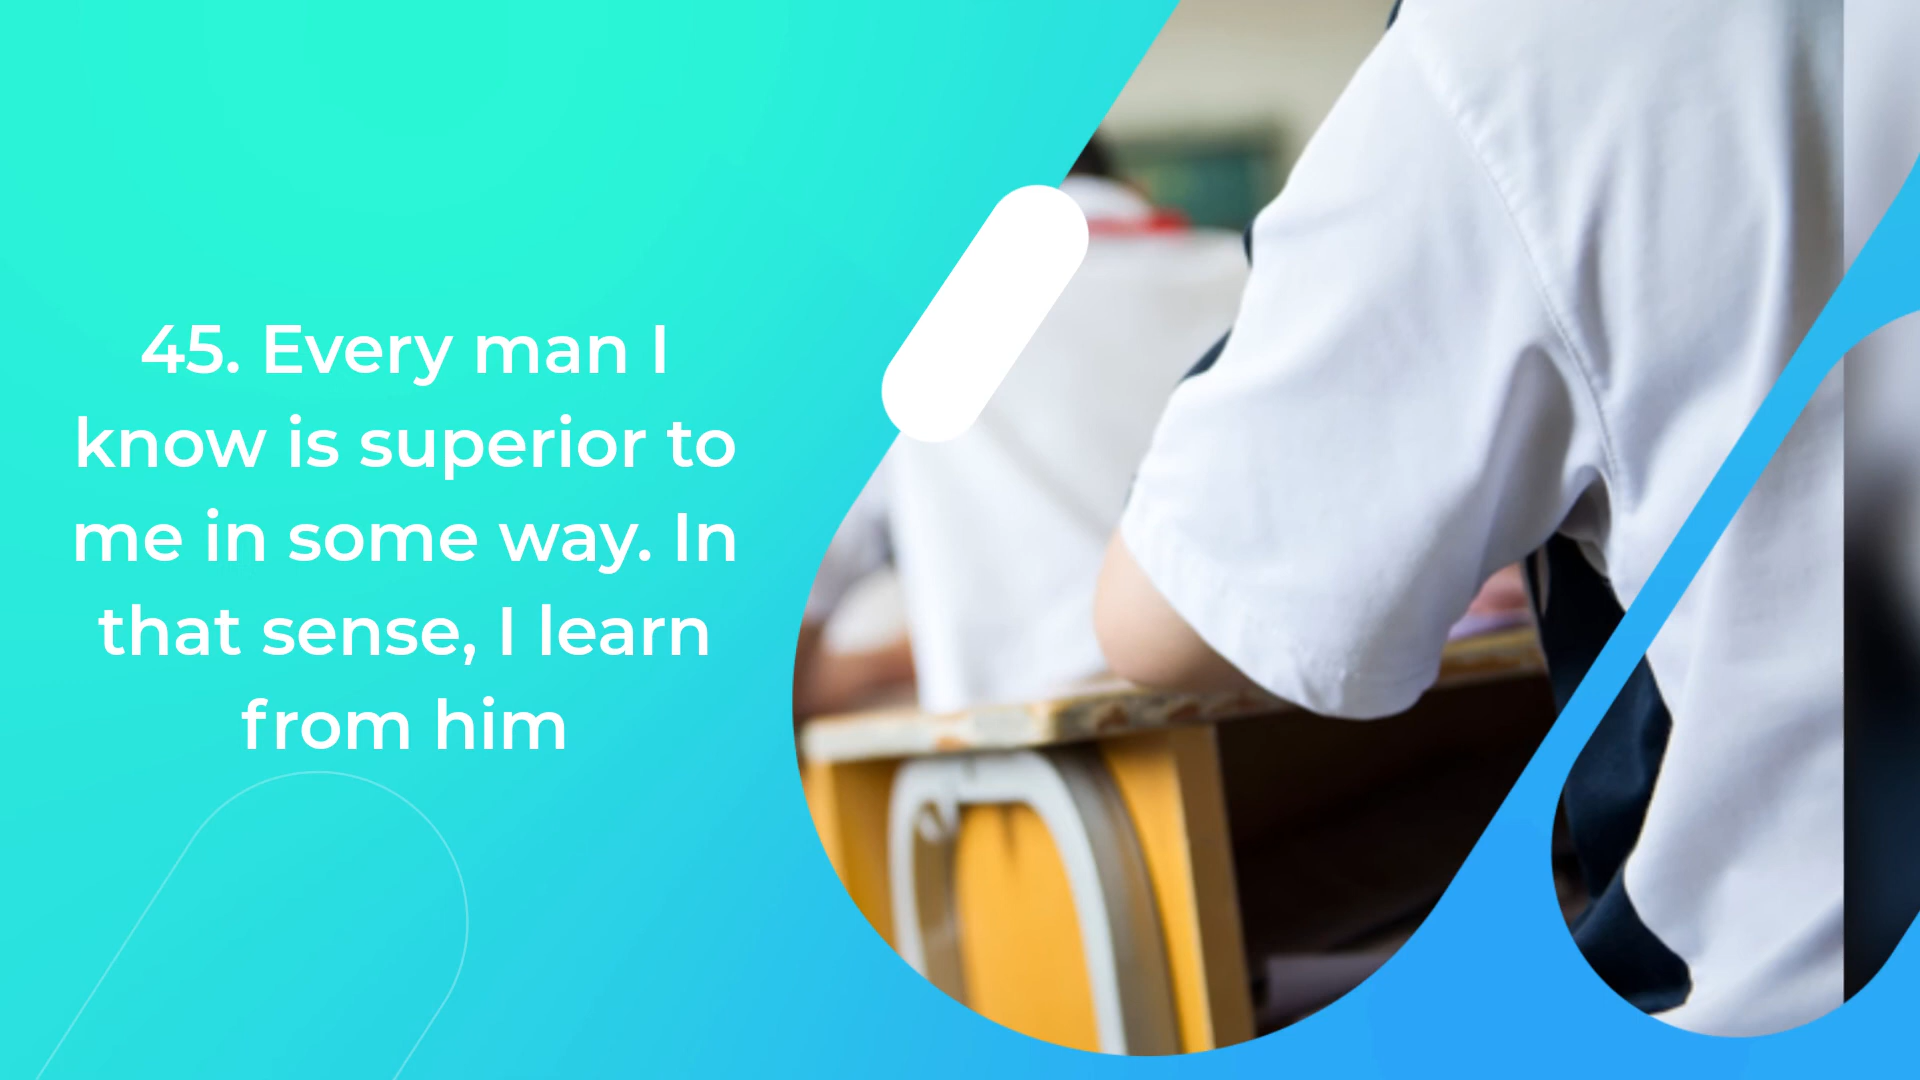 45. Every man I
know is superior to
me in some way. In
that sense, I learn
from him